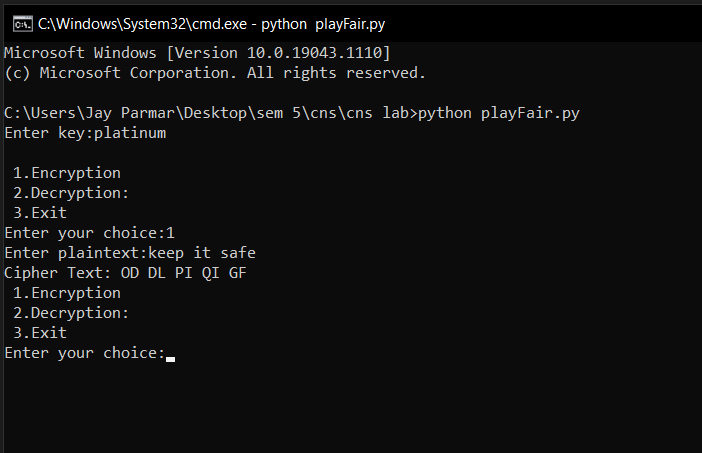 C:\Windows\System32\cmd.exe - python  playFair.py
Microsoft Windows [Version 10.0.19043.1110]
(c) Microsoft Corporation. All rights reserved.
C:\Users\Jay Parmar\Desktop\sem 5\cns\cns lab>python playFair.py
Enter key:platinum
1.Encryption
2.Decryption:
3.Exit
Enter your choice:1
Enter plaintext:keep it safe
Cipher Text: OD DL PI QI GF
1.Encryption
2.Decryption:
3.Exit
Enter your choice: